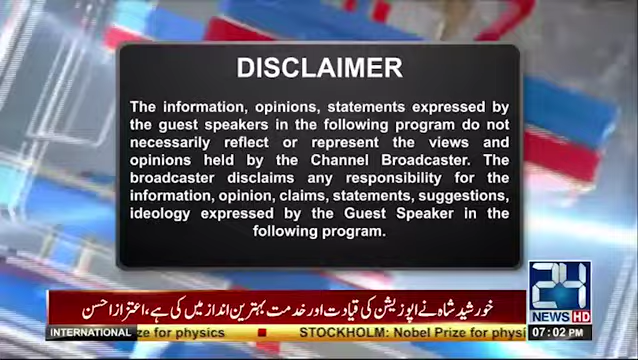 DISCLAIMER
The information, opinions, statements expressed by
the guest speakers in the following program do not
necessarily reflect or represent the views and
opinions held by the Channel Broadcaster. The
broadcaster disclaims any responsibility for the
information, opinion, claims, statements, suggestions,
ideology expressed by the Guest Speaker in the
following program.
24
NEWS HD
خورشید شاہ نے اپوزیشن کی قیادت اور خدمت بہترین انداز میں کی ہے، اعتزاز احسن
INTERNATIONAL ze for physics STOCKHOLM: Nobel Prize for physi
07:02 PM